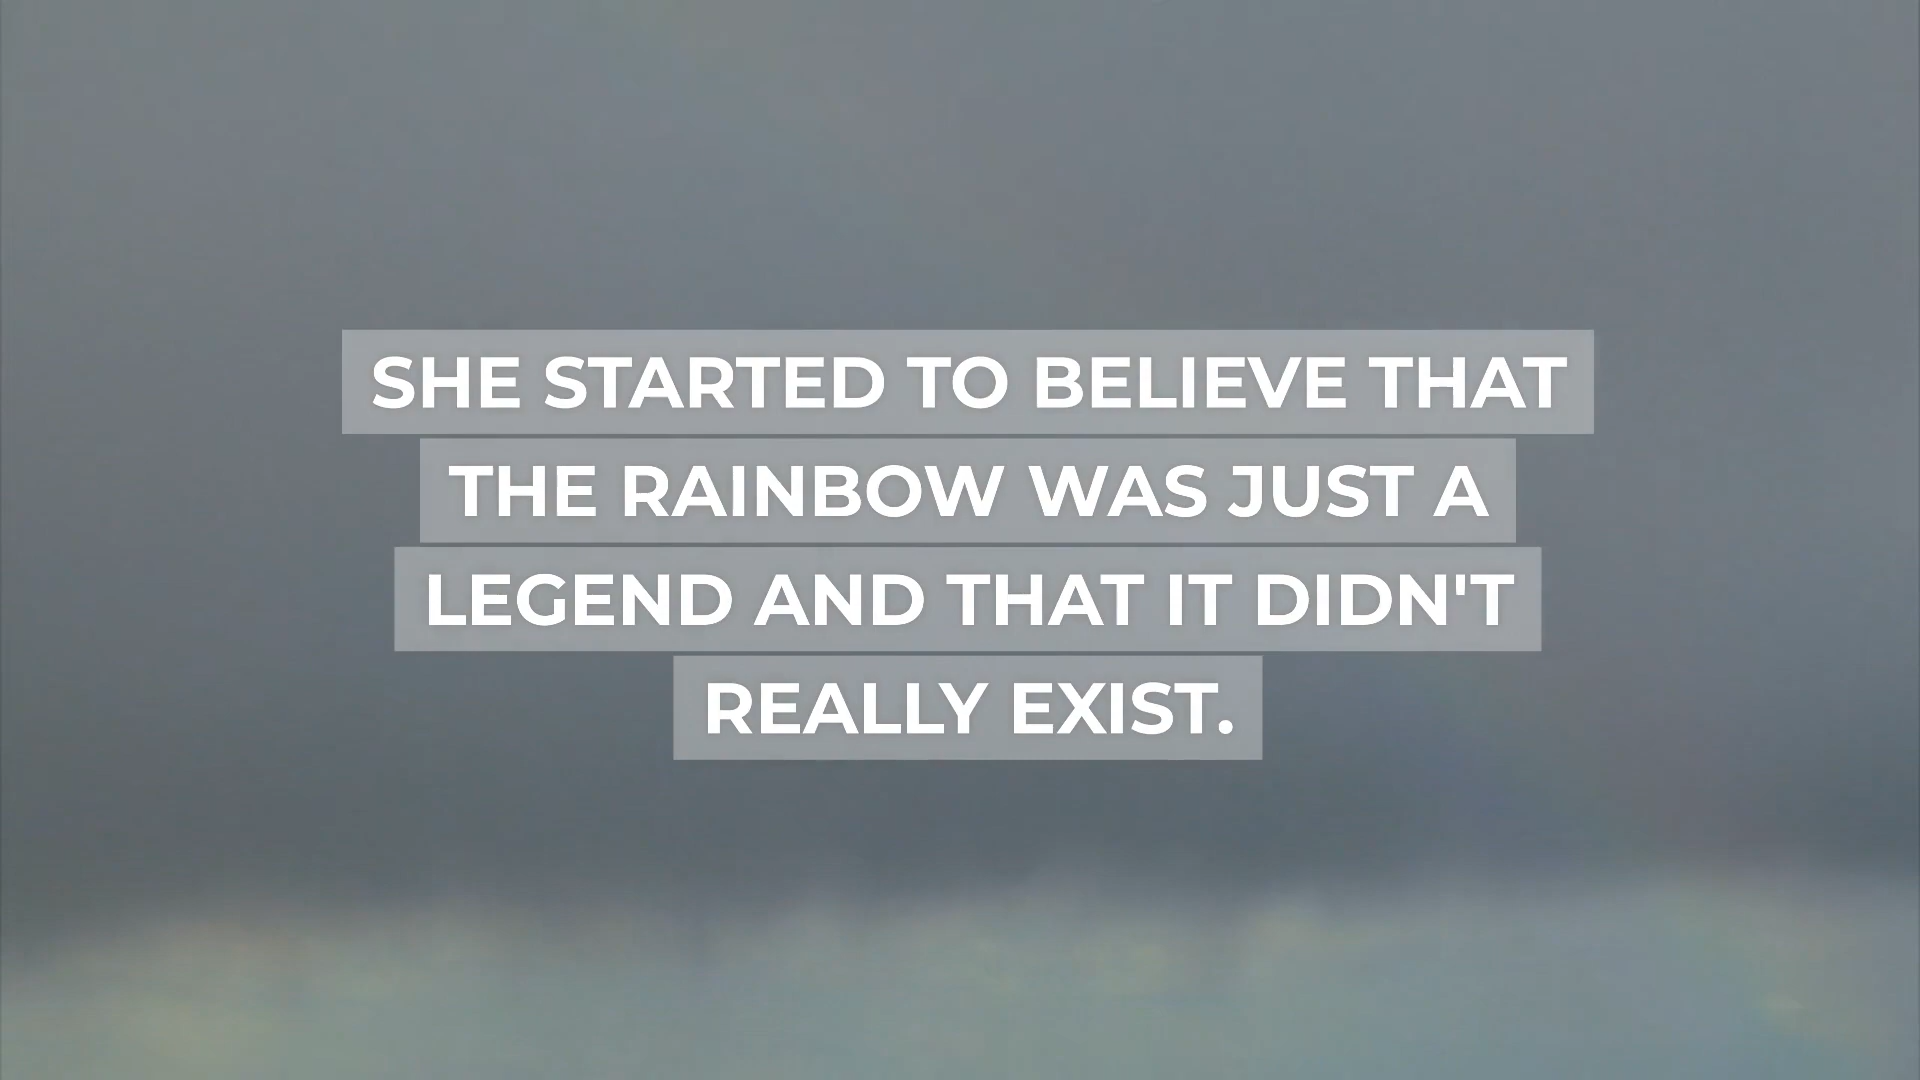 SHE STARTED TO BELIEVE THAT
THE RAINBOW WAS JUST A
LEGEND AND THAT IT DIDN'T
REALLY EXIST.